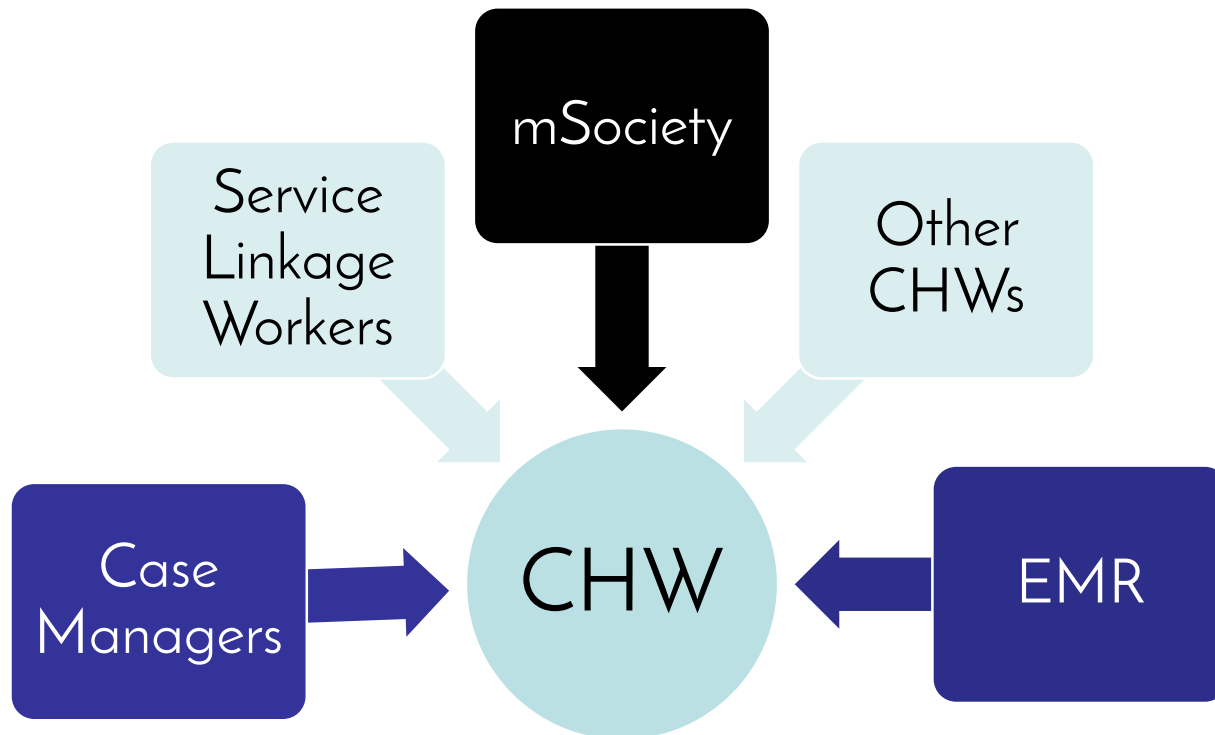 mSociety
Service
Linkage
Workers
Other
CHWs
Case
Managers
CHW
EMR